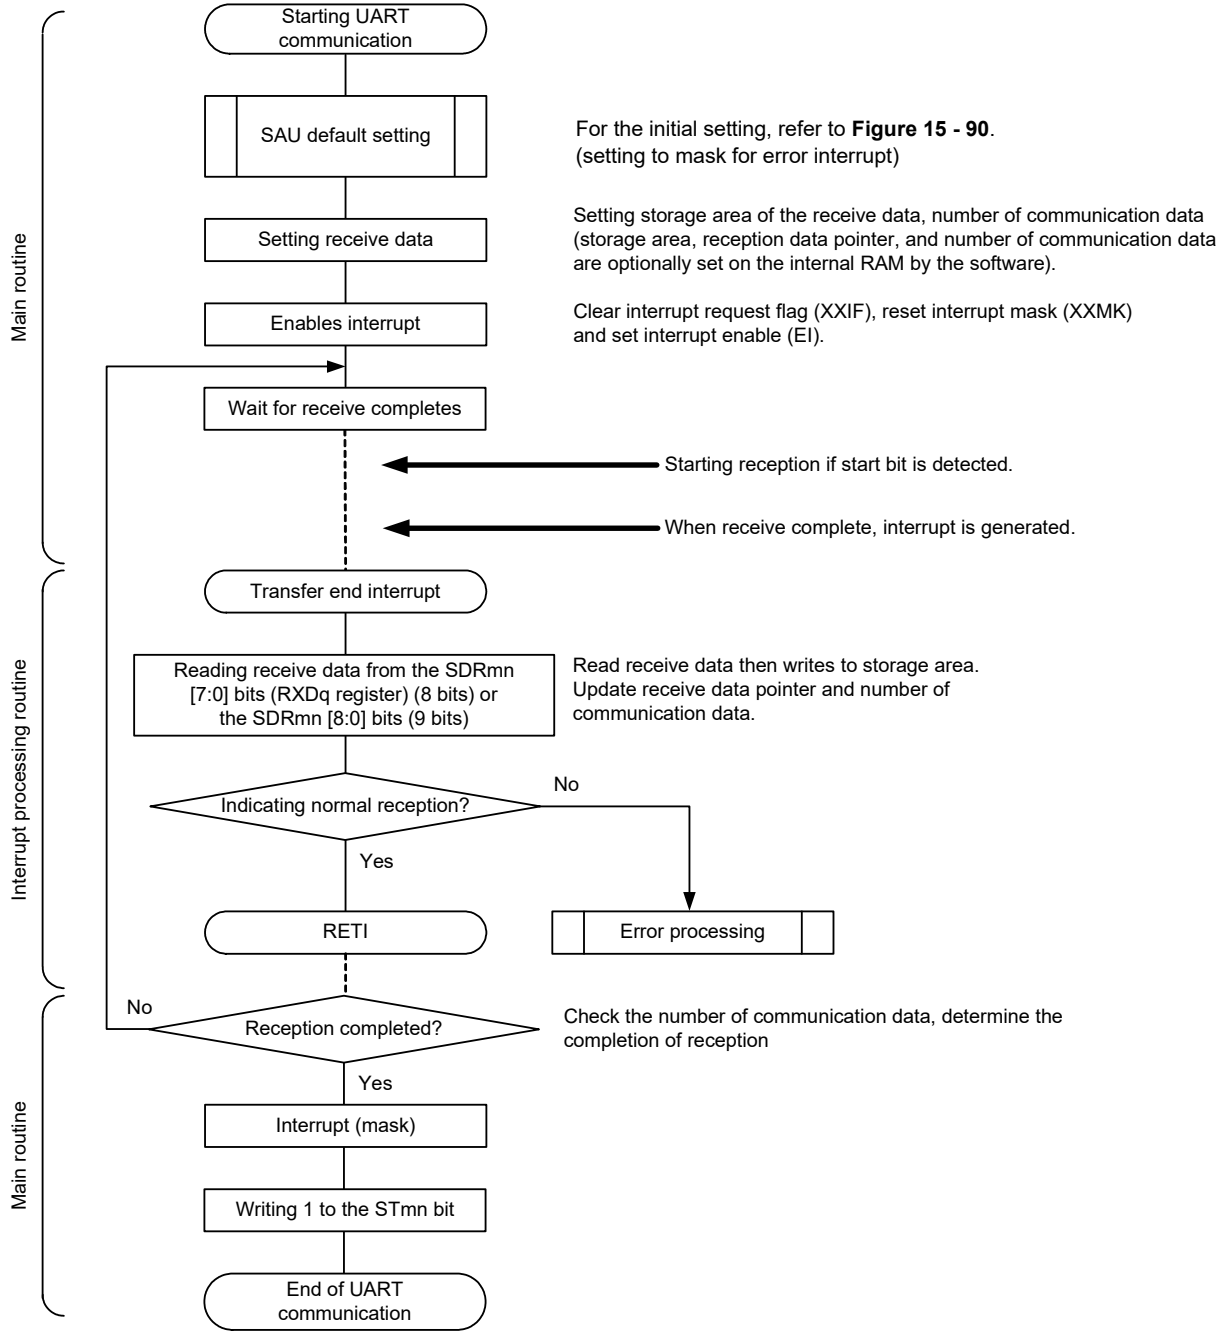 Starting UART
communication
SAU default setting
For the initial setting, refer to Figure 15 - 90.
(setting to mask for error interrupt)
Main routine
Setting receive data
Setting storage area of the receive data, number of communication data
(storage area, reception data pointer, and number of communication data
are optionally set on the internal RAM by the software).
Enables interrupt
Clear interrupt request flag (XXIF), reset interrupt mask (XXMK)
and set interrupt enable (EI).
Wait for receive completes
Starting reception if start bit is detected.
When receive complete, interrupt is generated.
Transfer end interrupt
Interrupt processing routine
Reading receive data from the SDRmn
[7:0] bits (RXDq register) (8 bits) or
the SDRmn [8:0] bits (9 bits)
Read receive data then writes to storage area.
Update receive data pointer and number of
communication data.
Indicating normal reception?
No
Yes
RETI
Error processing
No
Reception completed?
Check the number of communication data, determine the
completion of reception
Yes
Main routine
Interrupt (mask)
Writing 1 to the STmn bit
End of UART
communication